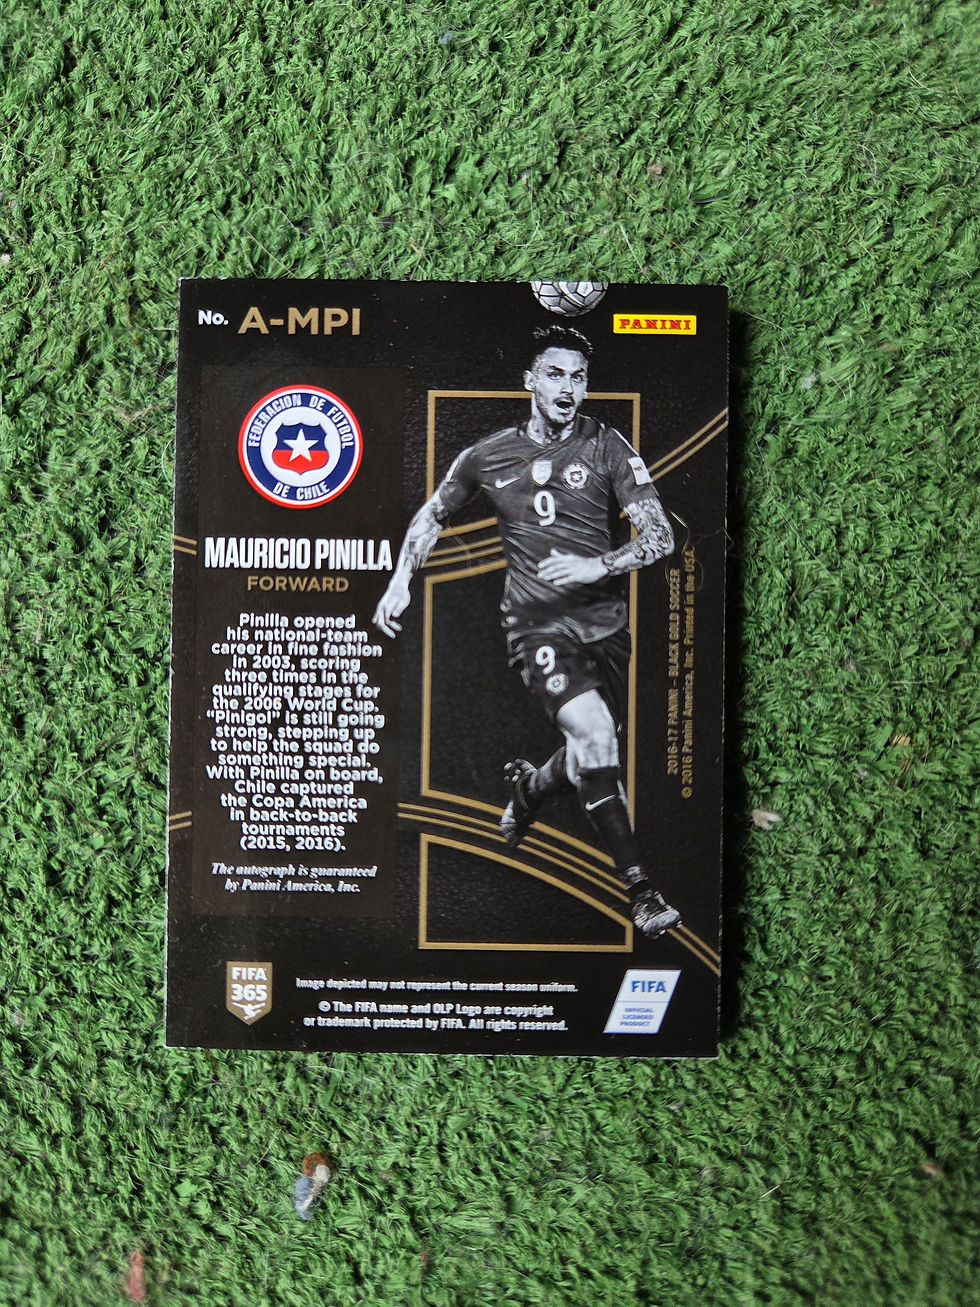 No. A-MPI
PANINI
FEDERACION DE FUTBOL
DE CHILE
MAURICIO PINILLA
FORWARD
Pinilla opened
his national-team
career in fine fashion
in 2003, scoring
three times in the
qualifying stages for
the 2006 World Cup.
“Pinigol” is still going
strong, stepping up
to help the squad do
something special.
With Pinilla on board,
Chile captured
the Copa America
in back-to-back
tournaments
(2015, 2016).
The autograph is guaranteed
by Panini America, Inc.
9
9
2016-17 PANINI – BLACK GOLD SOCCER
© 2016 Panini America, Inc. Printed in the USA.
FIFA
365
Image depicted may not represent the current season uniform.
© The FIFA name and OLP Logo are copyright
or trademark protected by FIFA. All rights reserved.
FIFA
OFFICIAL
LICENSED
PRODUCT